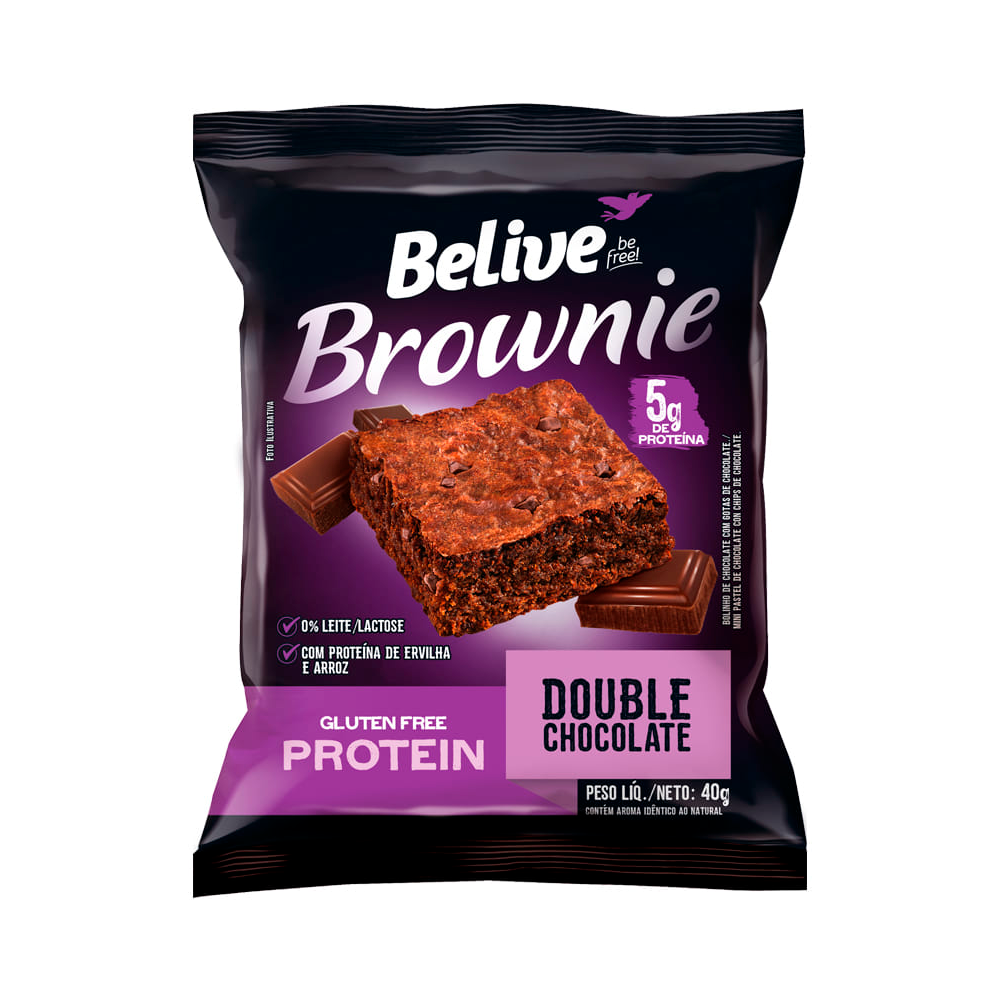 Belive
be
free!
Brownie
5g
DE
PROTEÍNA
FOTO ILUSTRATIVA
BOLINHO DE CHOCOLATE COM GOTAS DE CHOCOLATE./
MINI PASTEL DE CHOCOLATE CON CHIPS DE CHOCOLATE.
0% LEITE/LACTOSE
COM PROTEÍNA DE ERVILHA
E ARROZ
GLUTEN FREE
PROTEIN
DOUBLE
CHOCOLATE
PESO LÍQ./NETO: 40g
CONTÉM AROMA IDÊNTICO AO NATURAL